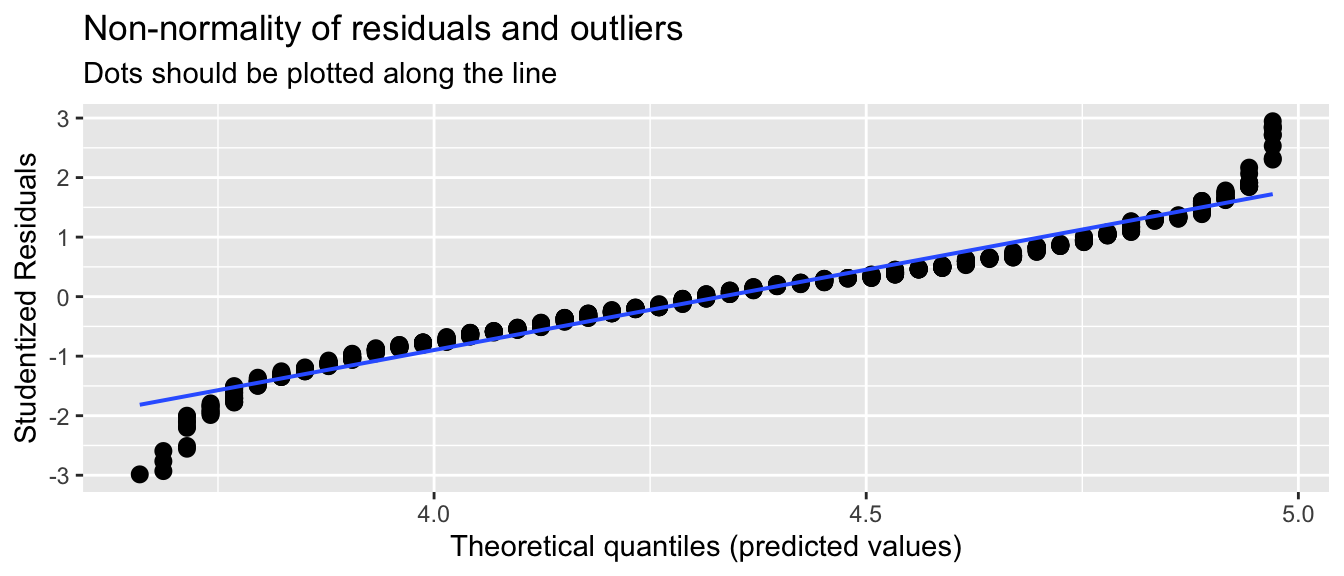 Non-normality of residuals and outliers
Dots should be plotted along the line
Studentized Residuals
3
2
1
0
-1
-2
-3
4.0
4.5
5.0
Theoretical quantiles (predicted values)